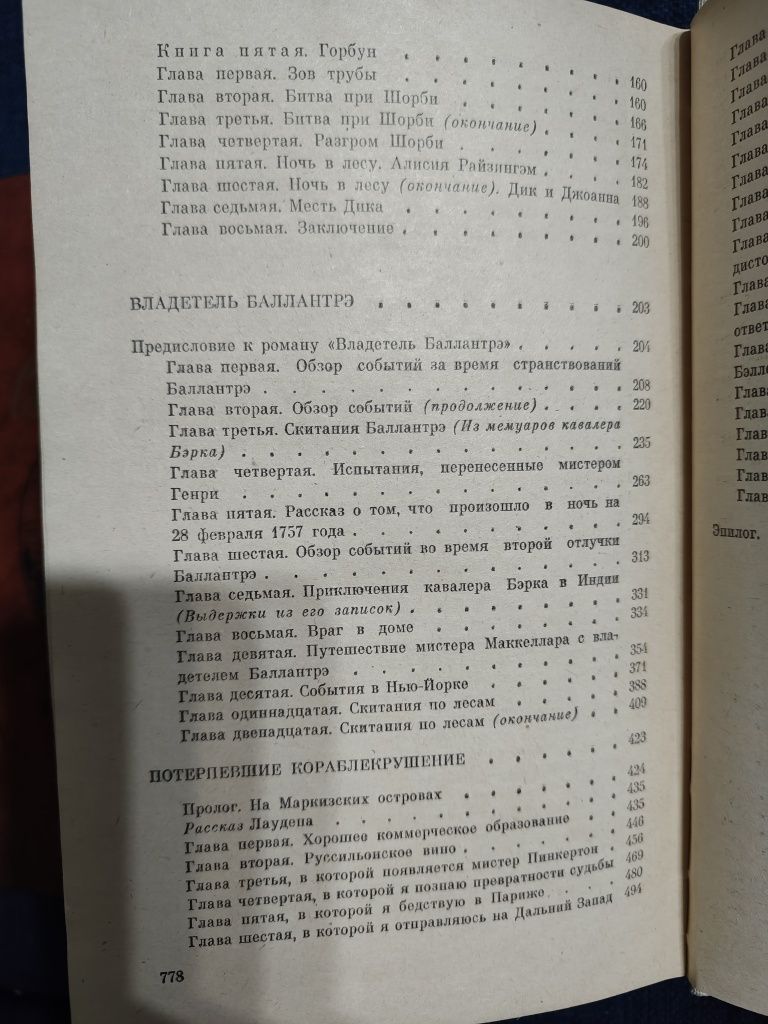 Книга пятая. Горбун . . . . . . . . 160
Глава первая. Зов трубы . . . . . . . . 160
Глава вторая. Битва при Шорби . . . . . . 166
Глава третья. Битва при Шорби (окончание) . . . . 171
Глава четвертая. Разгром Шорби . . . . . . 174
Глава пятая. Ночь в лесу. Алисия Райзингэм . . . . 182
Глава шестая. Ночь в лесу (окончание). Дик и Джоанна 188
Глава седьмая. Месть Дика . . . . . . . . 196
Глава восьмая. Заключение . . . . . . . . 200
ВЛАДЕТЕЛЬ БАЛЛАНТРЭ . . . . . . . . . 203
Предисловие к роману «Владетель Баллантрэ» . . . . . 204
Глава первая. Обзор событий за время странствований
Баллантрэ . . . . . . . . . . . . . 208
Глава вторая. Обзор событий (продолжение) . . . . 220
Глава третья. Скитания Баллантрэ (Из мемуаров кавалера
Бэрка) . . . . . . . . . . . . . . 235
Глава четвертая. Испытания, перенесенные мистером
Генри . . . . . . . . . . . . . . 263
Глава пятая. Рассказ о том, что произошло в ночь на
28 февраля 1757 года . . . . . . . . . . 294
Глава шестая. Обзор событий во время второй отлучки
Баллантрэ . . . . . . . . . . . . . 313
Глава седьмая. Приключения кавалера Бэрка в Индии
(Выдержки из его записок) . . . . . . . . 331
Глава восьмая. Враг в доме . . . . . . . . 334
Глава девятая. Путешествие мистера Маккеллара с вла-
детелем Баллантрэ . . . . . . . . . . 354
Глава десятая. События в Нью-Йорке . . . . . 371
Глава одиннадцатая. Скитания по лесам . . . . . 388
Глава двенадцатая. Скитания по лесам (окончание) . . 409
ПОТЕРПЕВШИЕ КОРАБЛЕКРУШЕНИЕ . . . . . 423
Пролог. На Маркизских островах . . . . . . 424
Рассказ Лаудена . . . . . . . . . . . 435
Глава первая. Хорошее коммерческое образование . . 435
Глава вторая. Руссильонское вино . . . . . . 446
Глава третья, в которой появляется мистер Пинкертон . 456
Глава четвертая, в которой я познаю превратности судьбы 469
Глава пятая, в которой я бедствую в Париже . . . 480
Глава шестая, в которой я отправляюсь на Дальний Запад 494
778
Глава
Глава
Глава
Глава
Глава
Глава
Глава
Глава
Глава
Глава
дисто
Глава
Глава
ответ
Глава
Бэлле
Глава
Глава
Глава
Глава
Глава
Глава
Эпилог.